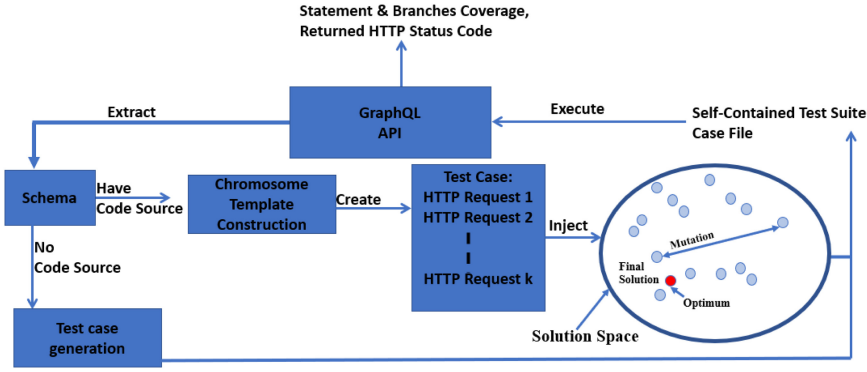 Statement & Branches Coverage,
Returned HTTP Status Code
Extract
GraphQL
API
Execute
Self-Contained Test Suite
Case File
Schema
Have
Code Source
Chromosome
Template
Construction
Create
Test Case:
HTTP Request 1
HTTP Request 2
HTTP Request k
Inject
Mutation
Final
Solution
Optimum
Solution Space
No
Code Source
Test case
generation